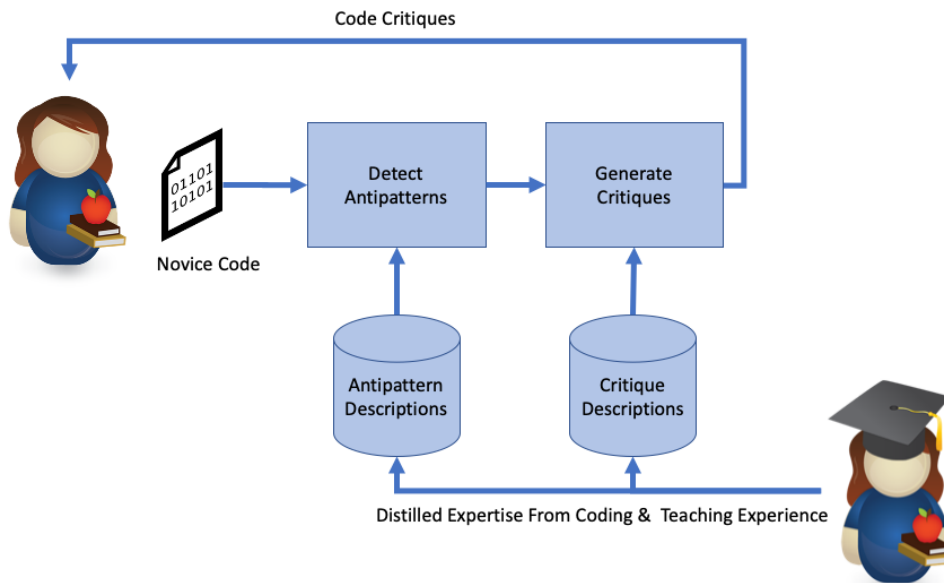 Code Critiques
01101
10101
Detect
Antipatterns
Generate
Critiques
Novice Code
Antipattern
Descriptions
Critique
Descriptions
Distilled Expertise From Coding & Teaching Experience